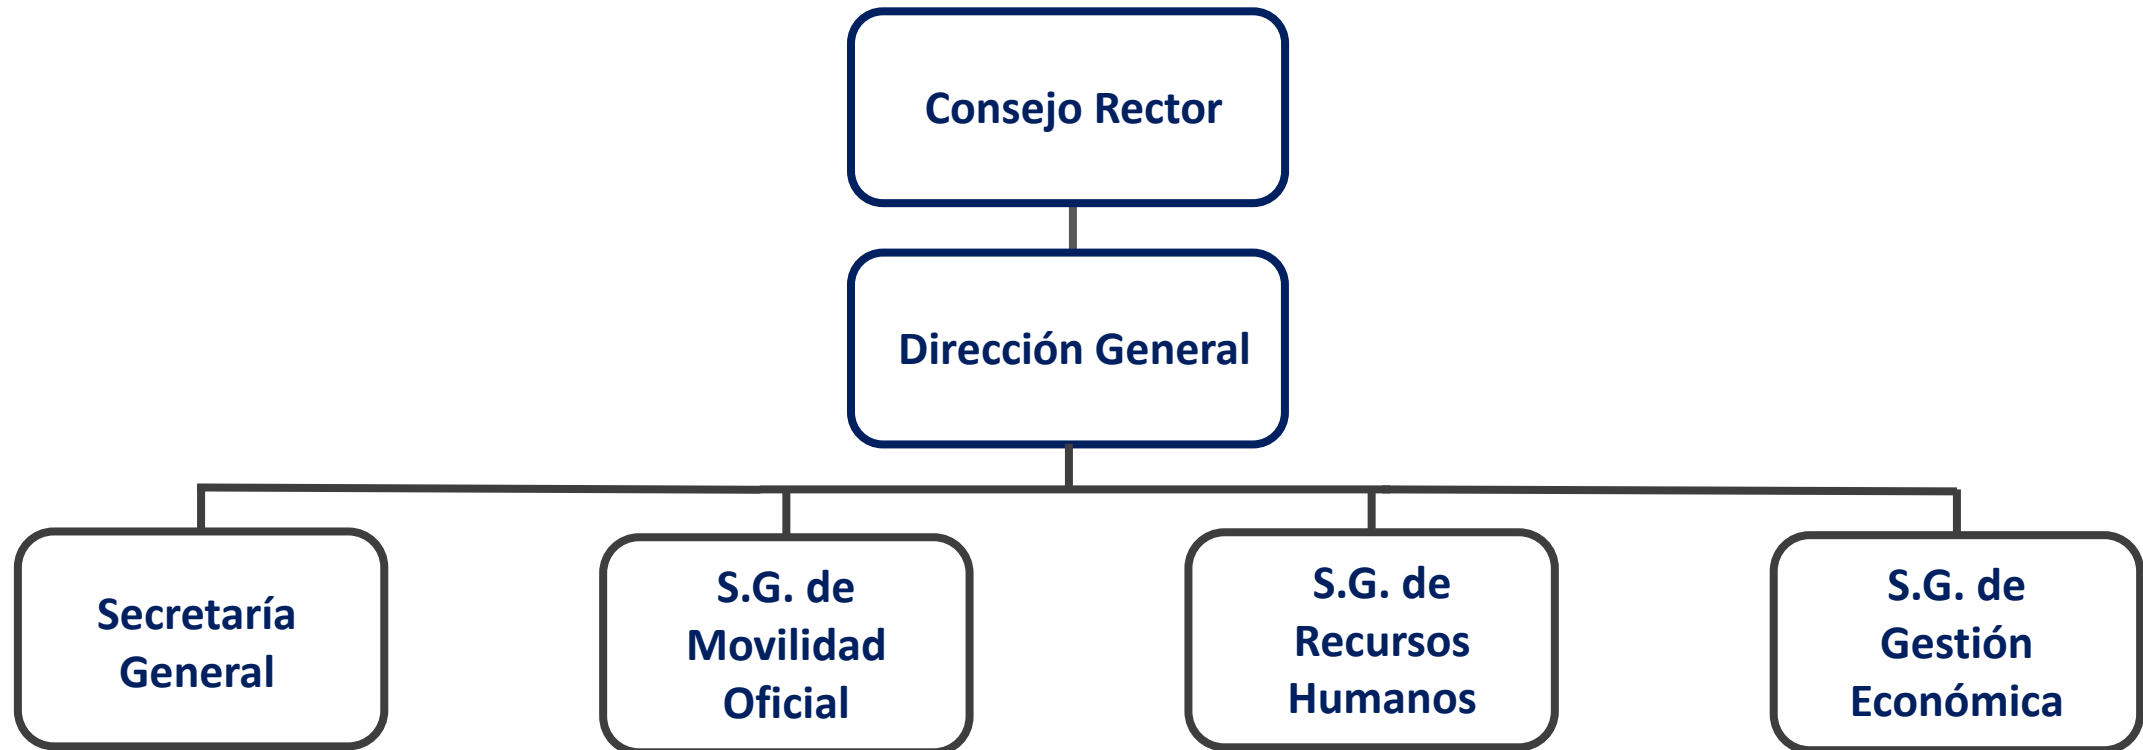 Consejo Rector
Dirección General
Secretaría
General
S.G. de
Movilidad
Oficial
S.G. de
Recursos
Humanos
S.G. de
Gestión
Económica